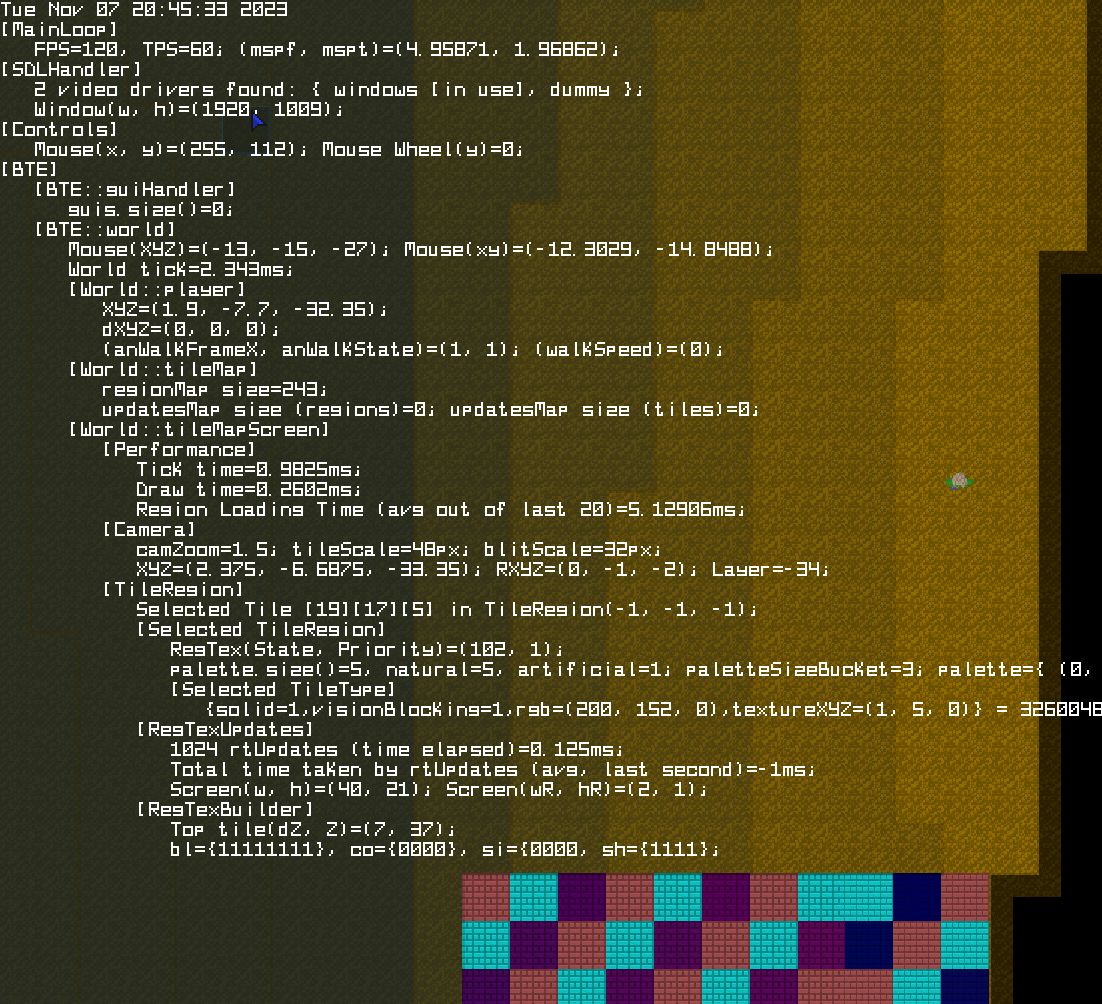 Tue Nov 07 20:45:33 2023
[MainLoop]
FPS=120, TPS=60; (mspf, mspt)=(4.95871, 1.96862);
[SDLHandler]
2 video drivers found: { windows [in use], dummy };
Window(w, h)=(1920, 1009);
[Controls]
Mouse(x, y)=(255, 112); Mouse Wheel(y)=0;
[BTE]
[BTE::guiHandler]
guis.size()=0;
[BTE::world]
Mouse(XYZ)=(-13, -15, -27); Mouse(xy)=(-12.3029, -14.8488);
World tick=2.343ms;
[World::player]
XYZ=(1.9, -7.7, -32.35);
dXYZ=(0, 0, 0);
(anWalkFrameX, anWalkState)=(1, 1); (walkSpeed)=(0);
[World::tileMap]
regionMap size=243;
updatesMap size (regions)=0; updatesMap size (tiles)=0;
[World::tileMapScreen]
[Performance]
Tick time=0.9825ms;
Draw time=0.2602ms;
Region Loading Time (avg out of last 20)=5.12906ms;
[Camera]
camZoom=1.5; tileScale=48px; blitScale=32px;
XYZ=(2.375, -6.6875, -33.35); RXYZ=(0, -1, -2); Layer=-34;
[TileRegion]
Selected Tile [19][17][5] in TileRegion(-1, -1, -1);
[Selected TileRegion]
RegTex(State, Priority)=(102, 1);
palette.size()=5, natural=5, artificial=1; paletteSizeBucket=3; palette={ (0,
[Selected TileType]
{solid=1,visionBlocking=1,rgb=(200, 152, 0),textureXYZ=(1, 5, 0)} = 3260048
[RegTexUpdates]
1024 rtUpdates (time elapsed)=0.125ms;
Total time taken by rtUpdates (avg, last second)=-1ms;
Screen(w, h)=(40, 21); Screen(wR, hR)=(2, 1);
[RegTexBuilder]
Top tile(dZ, Z)=(7, 37);
bl={11111111}, co={0000}, si={0000, sh={1111};